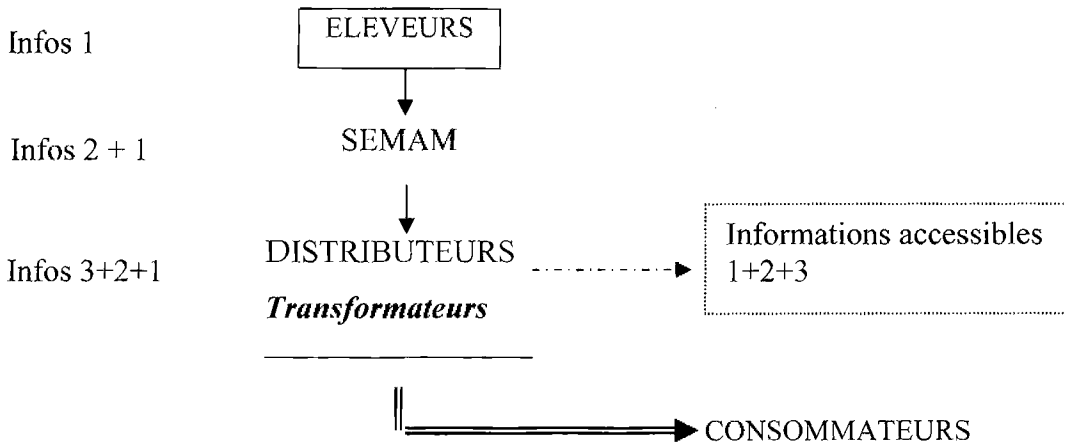 Infos 1
ELEVEURS
Infos 2 + 1
SEMAM
Infos 3+2+1
DISTRIBUTEURS
Transformateurs
Informations accessibles
1+2+3
CONSOMMATEURS